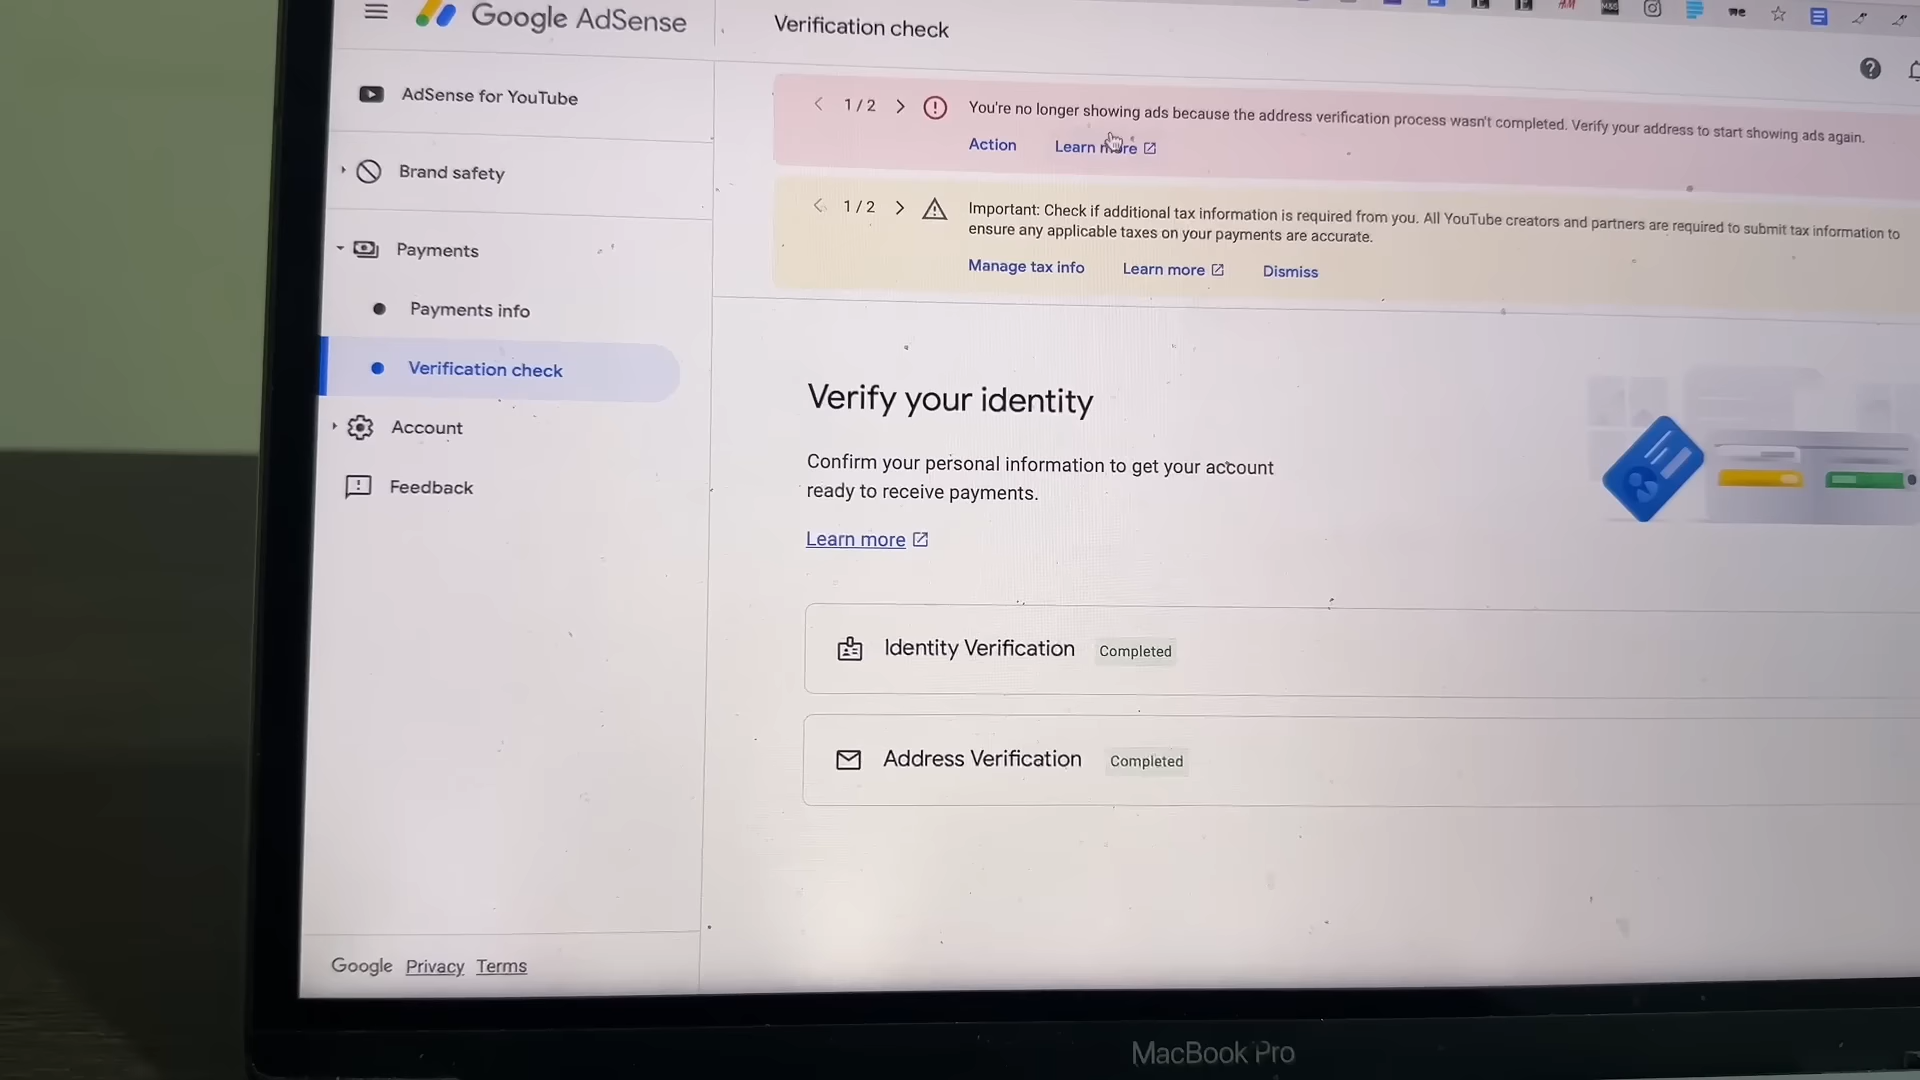 Google AdSense
Verification check
AdSense for YouTube
1 / 2
You're no longer showing ads because the address verification process wasn't completed. Verify your address to start showing ads again.
Action
Learn more
Brand safety
1 / 2
Important: Check if additional tax information is required from you. All YouTube creators and partners are required to submit tax information to
ensure any applicable taxes on your payments are accurate.
Manage tax info
Learn more
Dismiss
Payments
Payments info
Verification check
Account
Feedback
Verify your identity
Confirm your personal information to get your account
ready to receive payments.
Learn more
Identity Verification
Completed
Address Verification
Completed
Google
Privacy
Terms
MacBook Pro